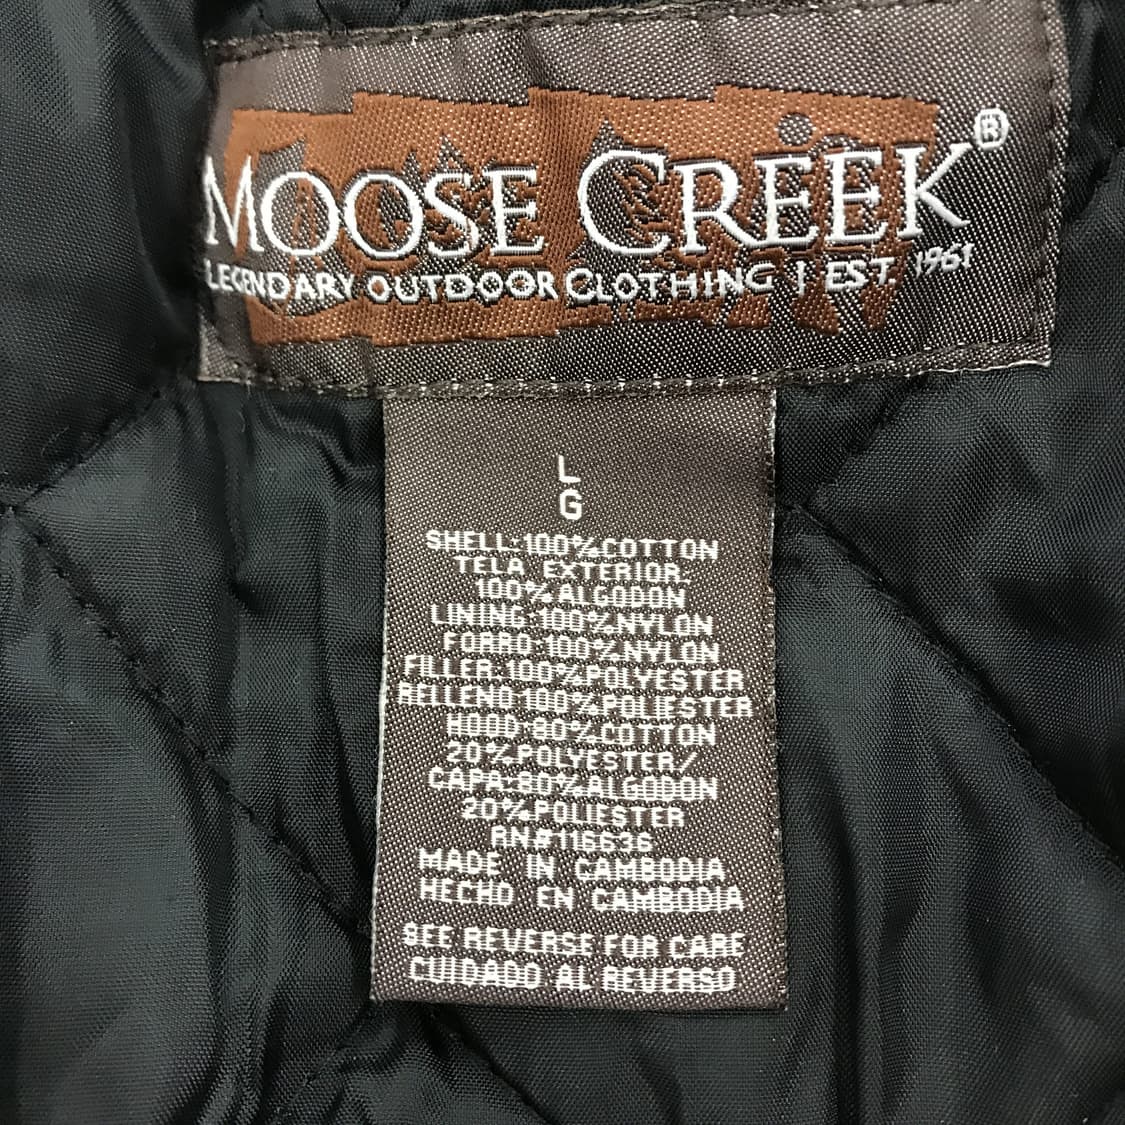 MOOSE CREEK®
LEGENDARY OUTDOOR CLOTHING | EST. 1961
L
G
SHELL:100%COTTON
TELA EXTERIOR:
100%ALGODON
LINING:100%NYLON
FORRO:100%NYLON
FILLER:100%POLYESTER
RELLENO:100%POLIESTER
HOOD:80%COTTON
20%POLYESTER/
CAPA:80%ALGODON
20%POLIESTER
RN#116636
MADE IN CAMBODIA
HECHO EN CAMBODIA
SEE REVERSE FOR CARE
CUIDADO AL REVERSO